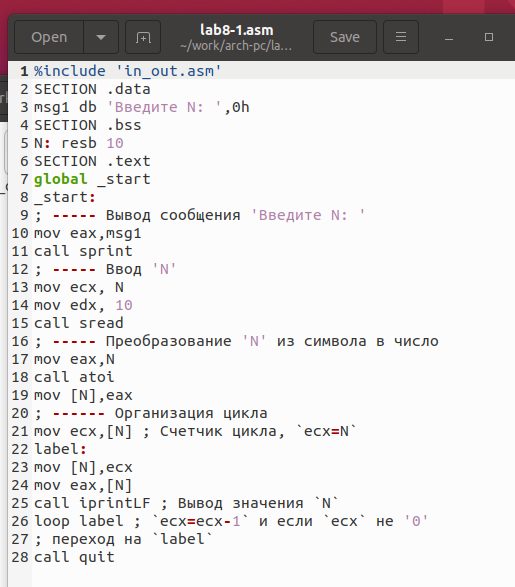 lab8-1.asm
Open
~/work/arch-pc/la...
Save
1 %include 'in_out.asm'
2 SECTION .data
3 msg1 db 'Введите N: ',0h
4 SECTION .bss
5 N: resb 10
6 SECTION .text
7 global _start
8 _start:
9 ; ----- Вывод сообщения 'Введите N: '
10 mov eax,msg1
11 call sprint
12 ; ----- Ввод 'N'
13 mov ecx, N
14 mov edx, 10
15 call sread
16 ; ----- Преобразование 'N' из символа в число
17 mov eax,N
18 call atoi
19 mov [N],eax
20 ; ------ Организация цикла
21 mov ecx,[N] ; Счетчик цикла, `ecx=N`
22 label:
23 mov [N],ecx
24 mov eax,[N]
25 call iprintLF ; Вывод значения `N`
26 loop label ; `ecx=ecx-1` и если `ecx` не '0'
27 ; переход на `label`
28 call quit